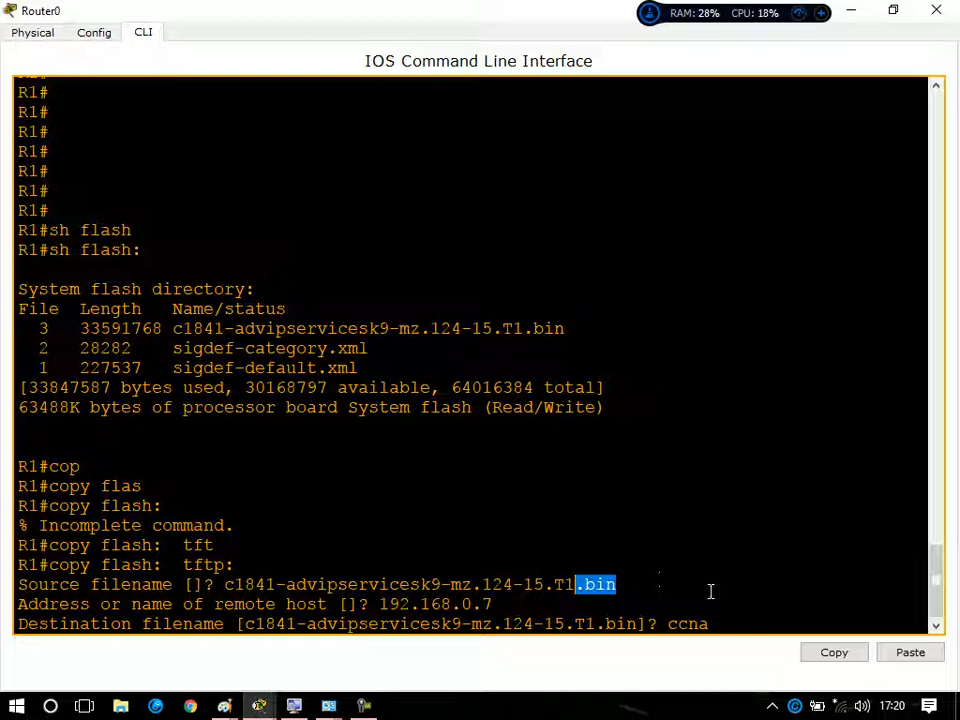 Router0
RAM: 28% CPU: 18%
Physical Config CLI
IOS Command Line Interface
R1#
R1#
R1#
R1#
R1#
R1#
R1#
R1#sh flash
R1#sh flash:
System flash directory:
File Length Name/status
3 33591768 c1841-advipservicesk9-mz.124-15.T1.bin
2 28282 sigdef-category.xml
1 227537 sigdef-default.xml
[33847587 bytes used, 30168797 available, 64016384 total]
63488K bytes of processor board System flash (Read/Write)
R1#cop
R1#copy flas
R1#copy flash:
% Incomplete command.
R1#copy flash: tft
R1#copy flash: tftp:
Source filename []? c1841-advipservicesk9-mz.124-15.T1.bin
Address or name of remote host []? 192.168.0.7
Destination filename [c1841-advipservicesk9-mz.124-15.T1.bin]? ccna
Copy Paste
17:20